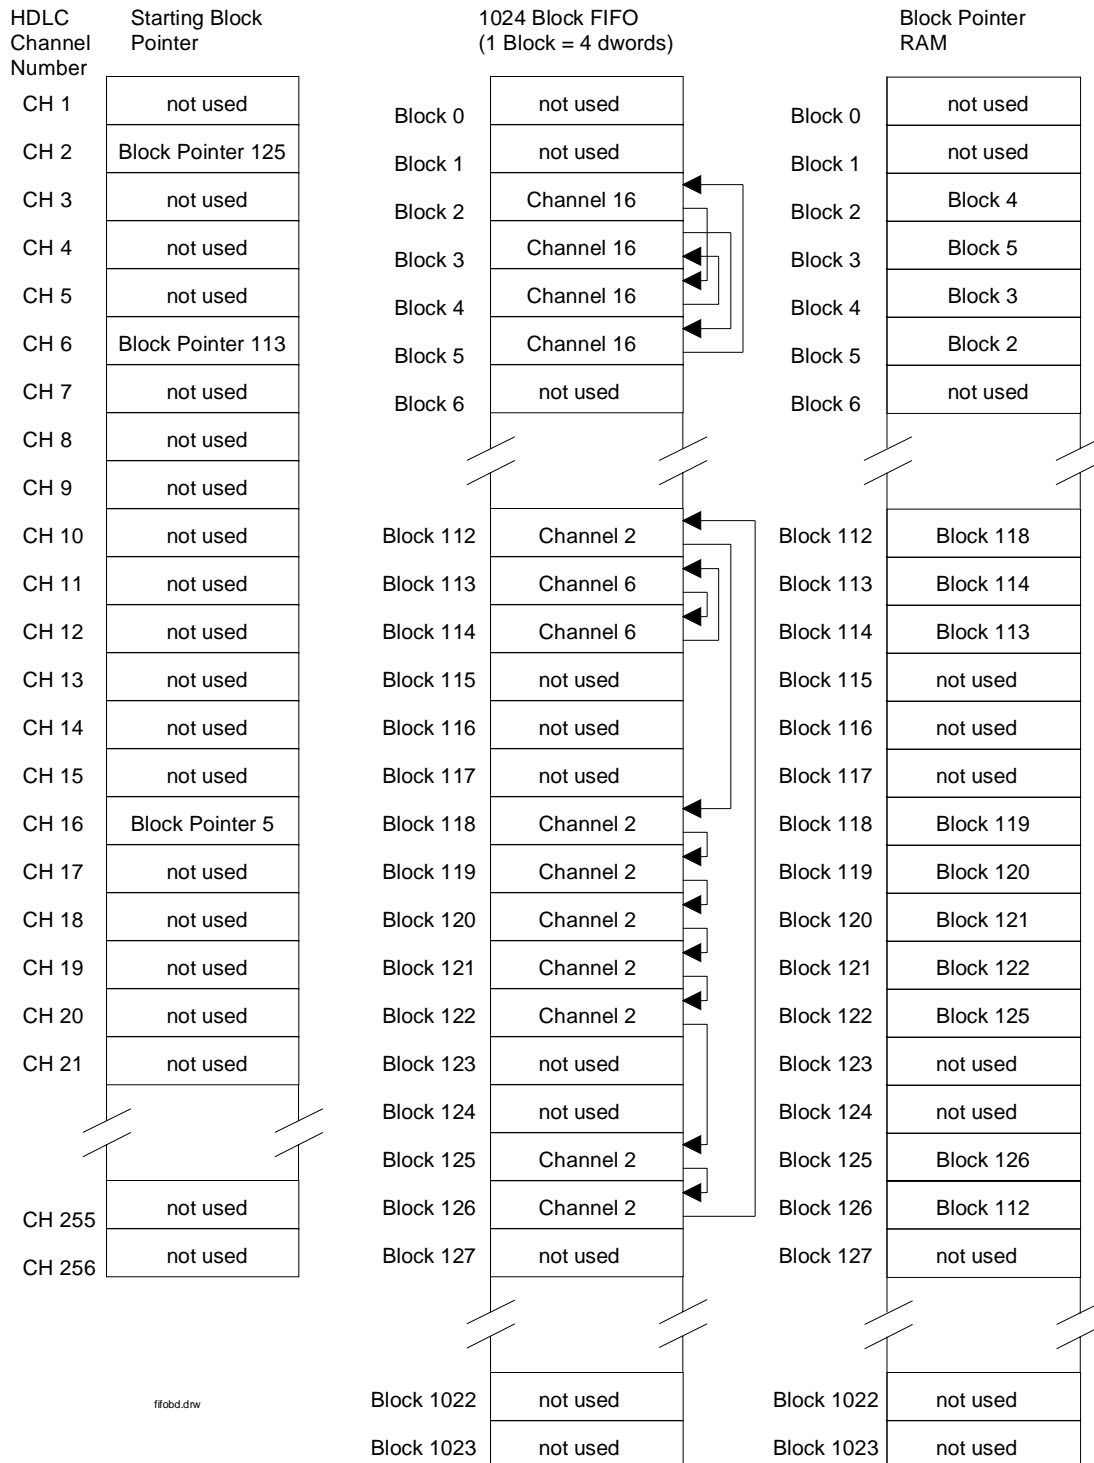 HDLC
Channel
Number
Starting Block
Pointer
1024 Block FIFO
(1 Block = 4 dwords)
Block Pointer
RAM
CH 1 not used Block 0 not used Block 0 not used
CH 2 Block Pointer 125 Block 1 not used Block 1 not used
CH 3 not used Block 2 Channel 16 Block 2 Block 4
CH 4 not used Block 3 Channel 16 Block 3 Block 5
CH 5 not used Block 4 Channel 16 Block 4 Block 3
CH 6 Block Pointer 113 Block 5 Channel 16 Block 5 Block 2
CH 7 not used Block 6 not used Block 6 not used
CH 8 not used
CH 9 not used
CH 10 not used Block 112 Channel 2 Block 112 Block 118
CH 11 not used Block 113 Channel 6 Block 113 Block 114
CH 12 not used Block 114 Channel 6 Block 114 Block 113
CH 13 not used Block 115 not used Block 115 not used
CH 14 not used Block 116 not used Block 116 not used
CH 15 not used Block 117 not used Block 117 not used
CH 16 Block Pointer 5 Block 118 Channel 2 Block 118 Block 119
CH 17 not used Block 119 Channel 2 Block 119 Block 120
CH 18 not used Block 120 Channel 2 Block 120 Block 121
CH 19 not used Block 121 Channel 2 Block 121 Block 122
CH 20 not used Block 122 Channel 2 Block 122 Block 125
CH 21 not used Block 123 not used Block 123 not used
Block 124 not used Block 124 not used
Block 125 Channel 2 Block 125 Block 126
CH 255 not used Block 126 Channel 2 Block 126 Block 112
CH 256 not used Block 127 not used Block 127 not used
fifobd.drw Block 1022 not used Block 1022 not used
Block 1023 not used Block 1023 not used